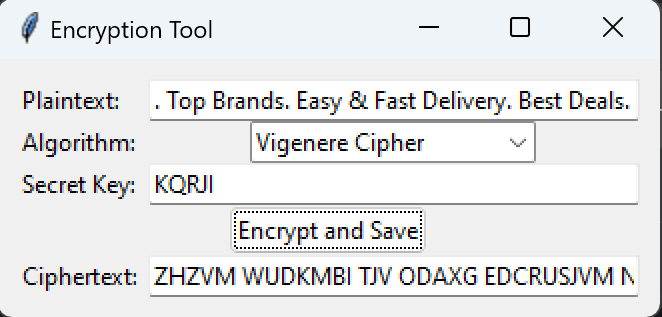 Encryption Tool
Plaintext: . Top Brands. Easy & Fast Delivery. Best Deals.
Algorithm: Vigenere Cipher
Secret Key: KQRJI
Encrypt and Save
Ciphertext: ZHZVM WUDKMBI TJV ODAXG EDCRUSJVM N